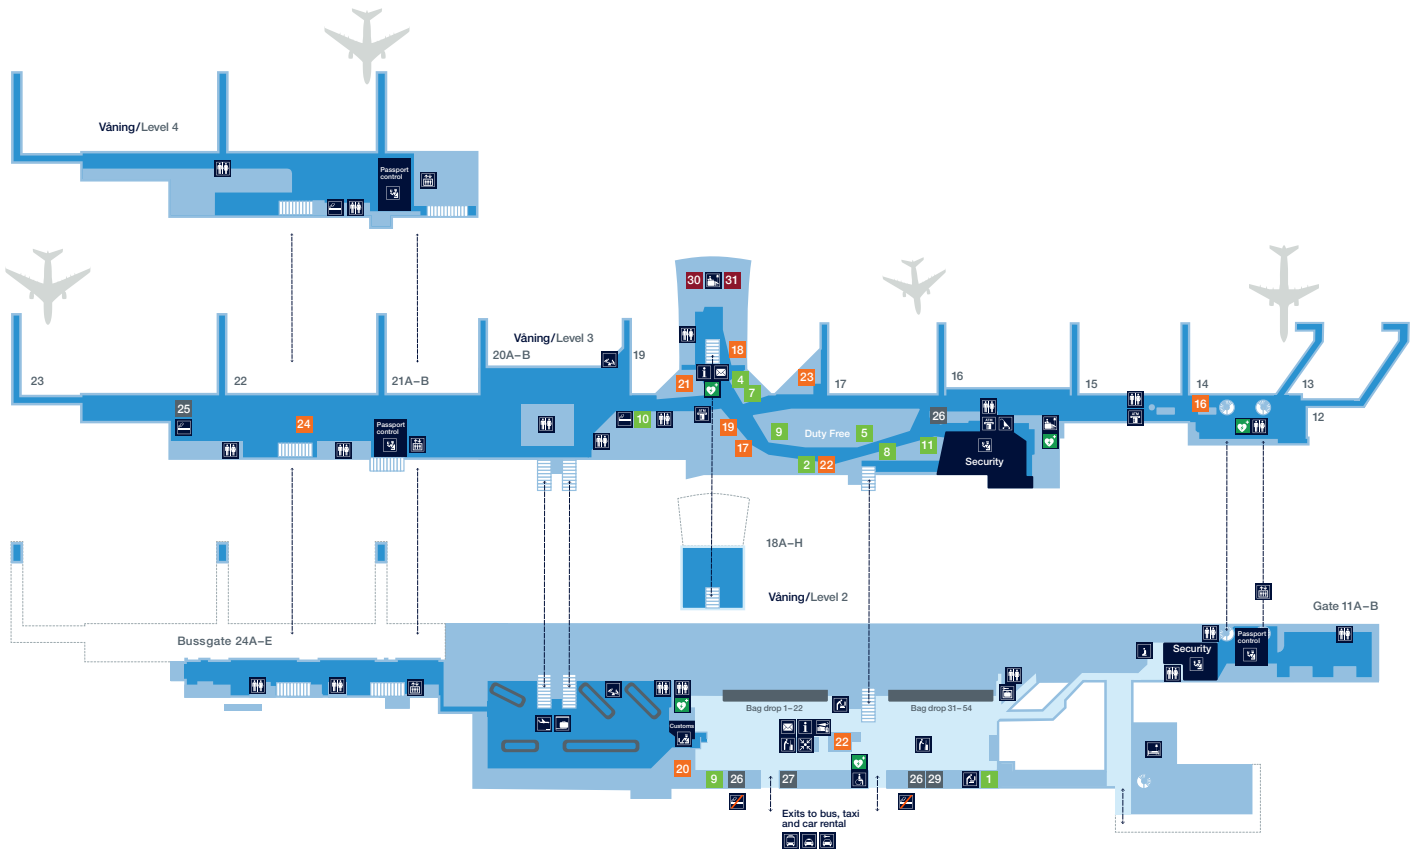 Våning/Level 4
Passport
control
30
31
Våning/Level 3
20A–B
19
18
23
22
21A–B
21
4
7
23
17
16
15
14
13
12
25
24
Passport
control
10
19
17
9
Duty Free
5
26
16
8
11
2
22
Security
18A–H
Våning/Level 2
Gate 11A–B
Bussgate 24A–E
Security
Passport
control
Bag drop 1–22
Bag drop 31–54
Customs
22
20
9
26
27
26
29
1
Exits to bus, taxi
and car rental